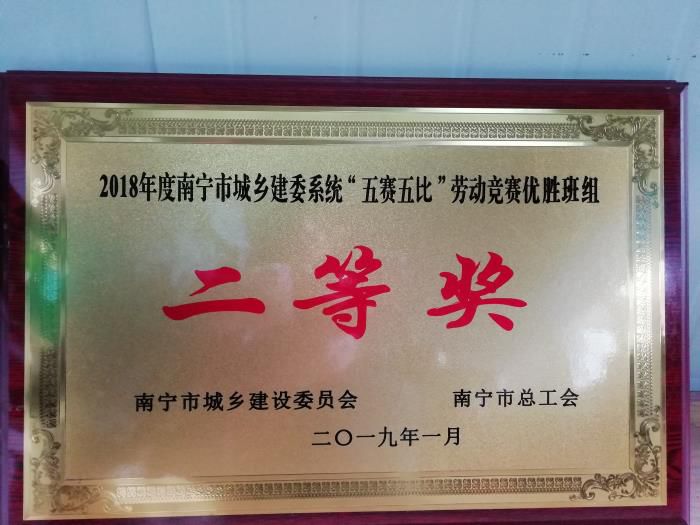 2018年度南宁市城乡建委系统“五赛五比”劳动竞赛优胜班组
二等奖
南宁市城乡建设委员会 南宁市总工会
二〇一九年一月